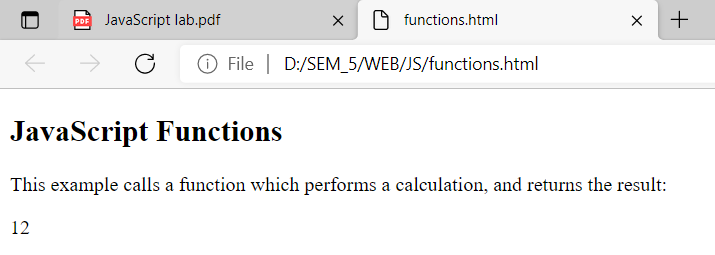 JavaScript lab.pdf
functions.html
File | D:/SEM_5/WEB/JS/functions.html
JavaScript Functions
This example calls a function which performs a calculation, and returns the result:
12